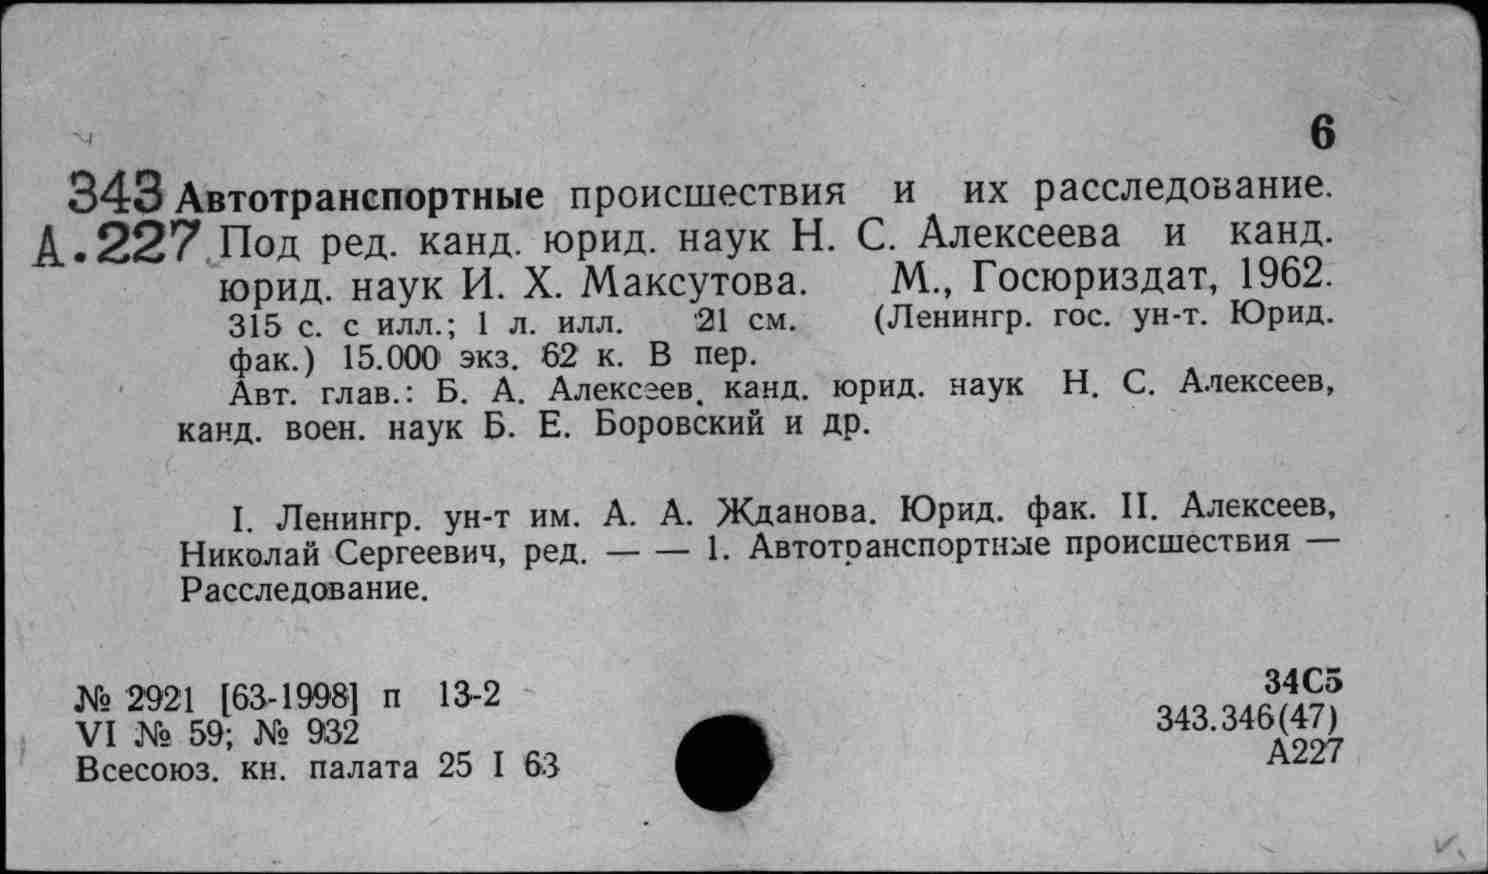 6
343 Автотранспортные происшествия и их расследование.
А.227 Под ред. канд. юрид. наук Н. С. Алексеева и канд.
юрид. наук И. Х. Максутова. М., Госюриздат, 1962.
315 с. с илл.; 1 л. илл. 21 см. (Ленингр. гос. ун-т. Юрид.
фак.) 15.000 экз. 62 к. В пер.
Авт. глав.: Б. А. Алексеев, канд. юрид. наук Н. С. Алексеев,
канд. воен. наук Б. Е. Боровский и др.
I. Ленингр. ун-т им. А. А. Жданова. Юрид. фак. II. Алексеев,
Николай Сергеевич, ред. — — 1. Автотранспортные происшествия —
Расследование.
№ 2921 [63-1998] п 13-2
VI № 59; № 932
Всесоюз. кн. палата 25 I 63
34С5
343.346(47)
А227